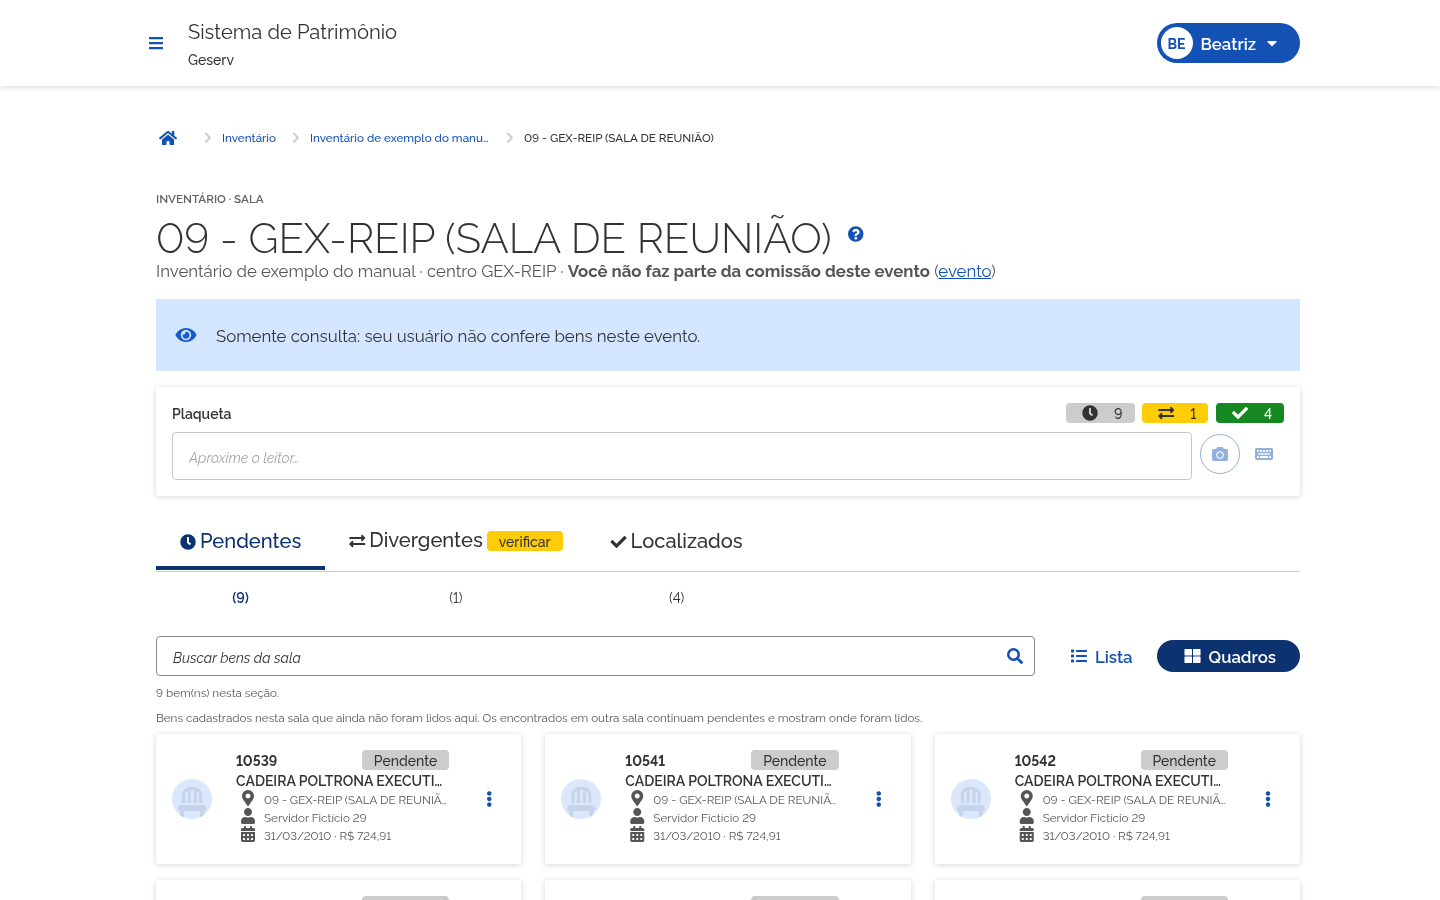 Sistema de Patrimônio
Geserv
BE Beatriz
Inventário
Inventário de exemplo do manu...
09 - GEX-REIP (SALA DE REUNIÃO)
INVENTÁRIO · SALA
09 - GEX-REIP (SALA DE REUNIÃO)
Inventário de exemplo do manual · centro GEX-REIP · Você não faz parte da comissão deste evento (evento)
Somente consulta: seu usuário não confere bens neste evento.
Plaqueta
9 1 4
Aproxime o leitor...
Pendentes Divergentes verificar Localizados
(9) (1) (4)
Buscar bens da sala
Lista Quadros
9 bem(ns) nesta seção.
Bens cadastrados nesta sala que ainda não foram lidos aqui. Os encontrados em outra sala continuam pendentes e mostram onde foram lidos.
10539 Pendente
CADEIRA POLTRONA EXECUTI...
09 - GEX-REIP (SALA DE REUNIÃ...
Servidor Fictício 29
31/03/2010 · R$ 724,91
10541 Pendente
CADEIRA POLTRONA EXECUTI...
09 - GEX-REIP (SALA DE REUNIÃ...
Servidor Fictício 29
31/03/2010 · R$ 724,91
10542 Pendente
CADEIRA POLTRONA EXECUTI...
09 - GEX-REIP (SALA DE REUNIÃ...
Servidor Fictício 29
31/03/2010 · R$ 724,91